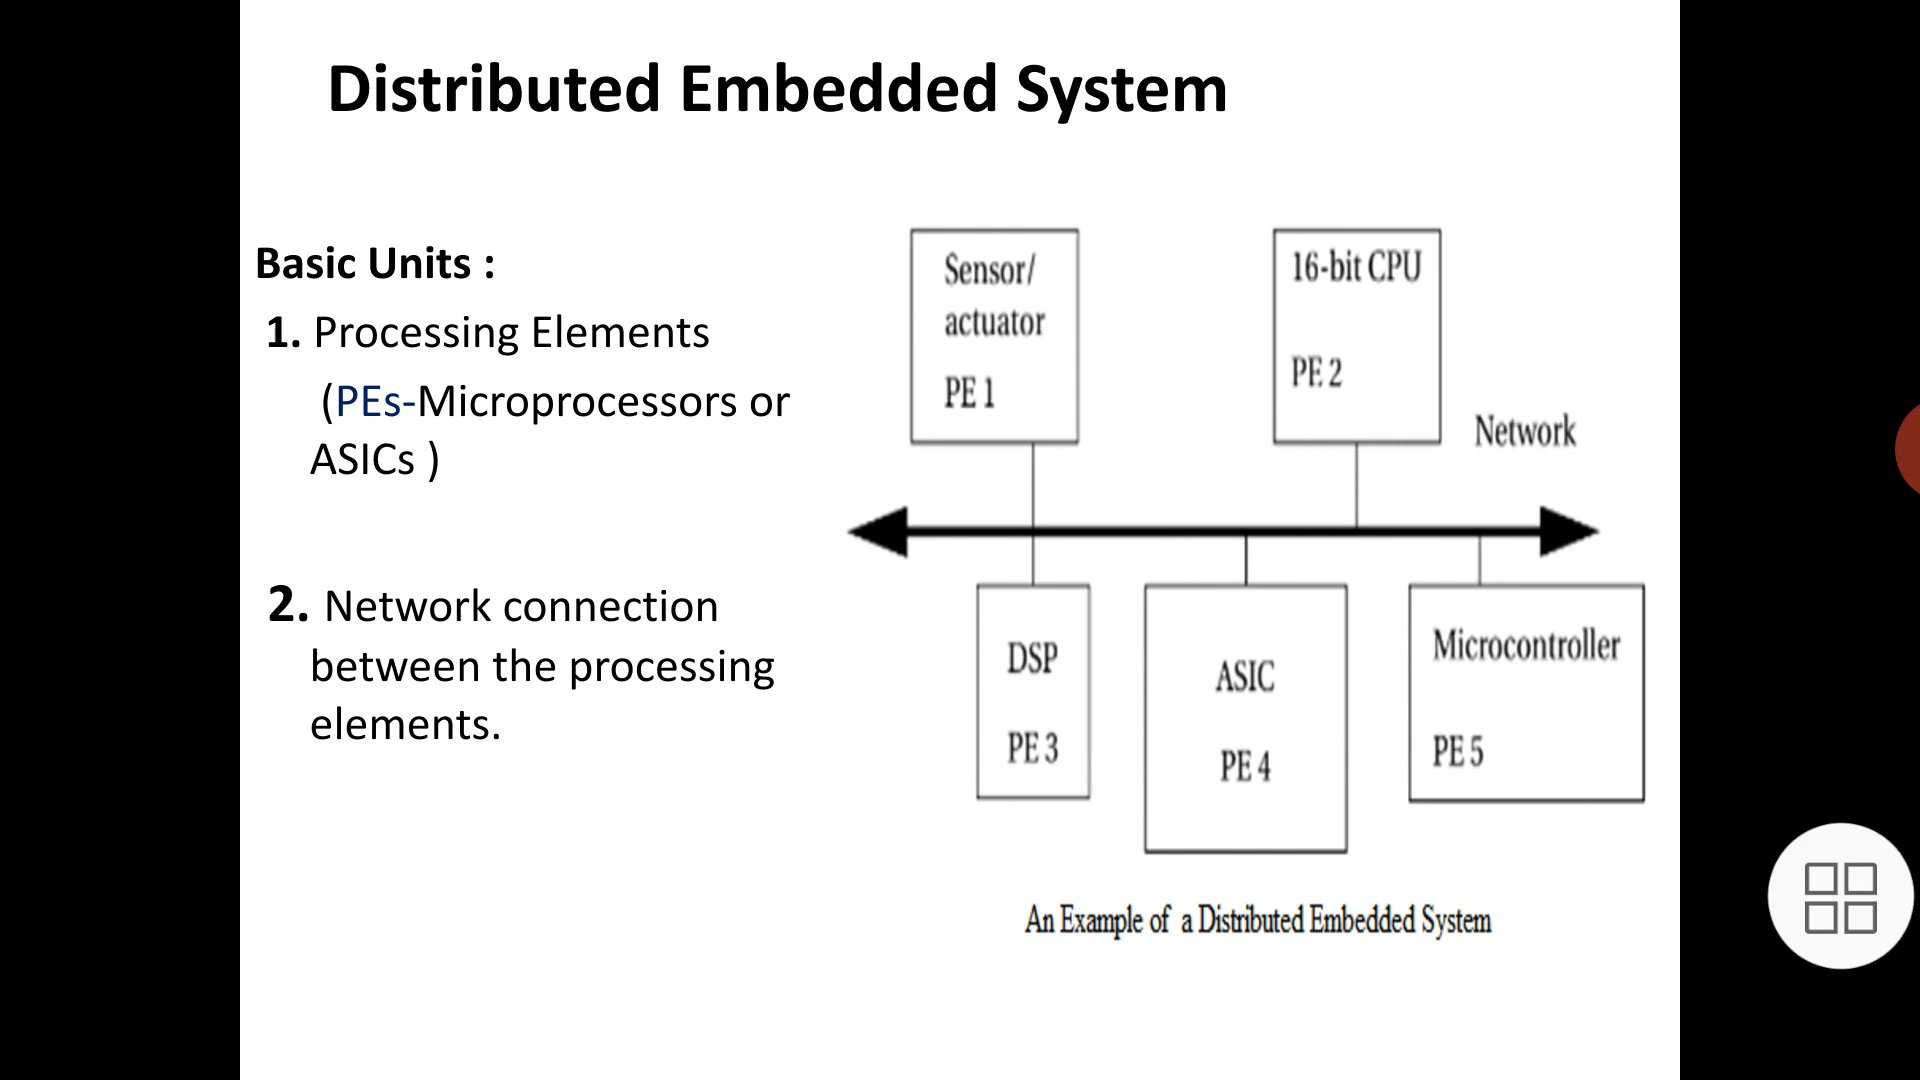 Distributed Embedded System
Basic Units :
1. Processing Elements
(PEs-Microprocessors or
ASICs )
2. Network connection
between the processing
elements.
Sensor/
actuator
PE 1
16-bit CPU
PE 2
Network
DSP
PE 3
ASIC
PE 4
Microcontroller
PE 5
An Example of a Distributed Embedded System